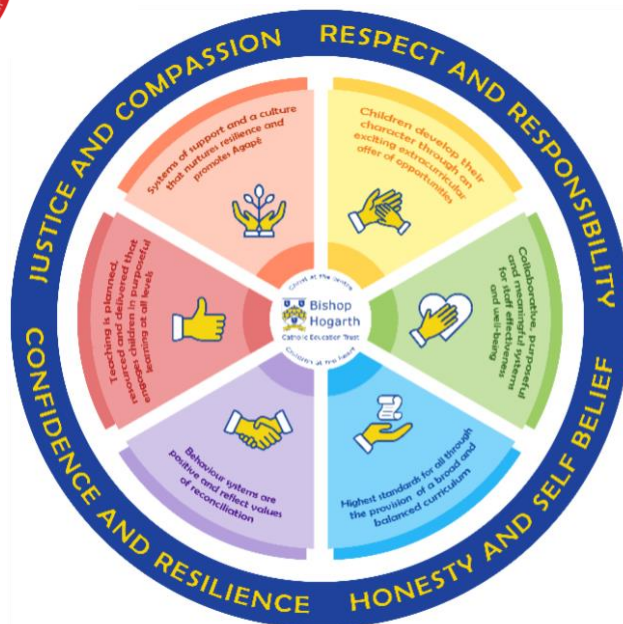 JUSTICE AND COMPASSION
RESPECT AND RESPONSIBILITY
HONESTY AND SELF BELIEF
CONFIDENCE AND RESILIENCE
Systems of support and a culture
that nurtures resilience and
promotes Agapè
Children develop their
character through an
exciting extracurricular
offer of opportunities
Collaborative, purposeful
and meaningful systems
for staff effectiveness
and well-being
Highest standards for all through
the provision of a broad and
balanced curriculum
Behaviour systems are
positive and reflect values
of reconciliation
Teaching is planned,
resourced and delivered that
engages children in purposeful
learning at all levels
Christ at the centre
Bishop
Hogarth
Catholic Education Trust
Children at the heart